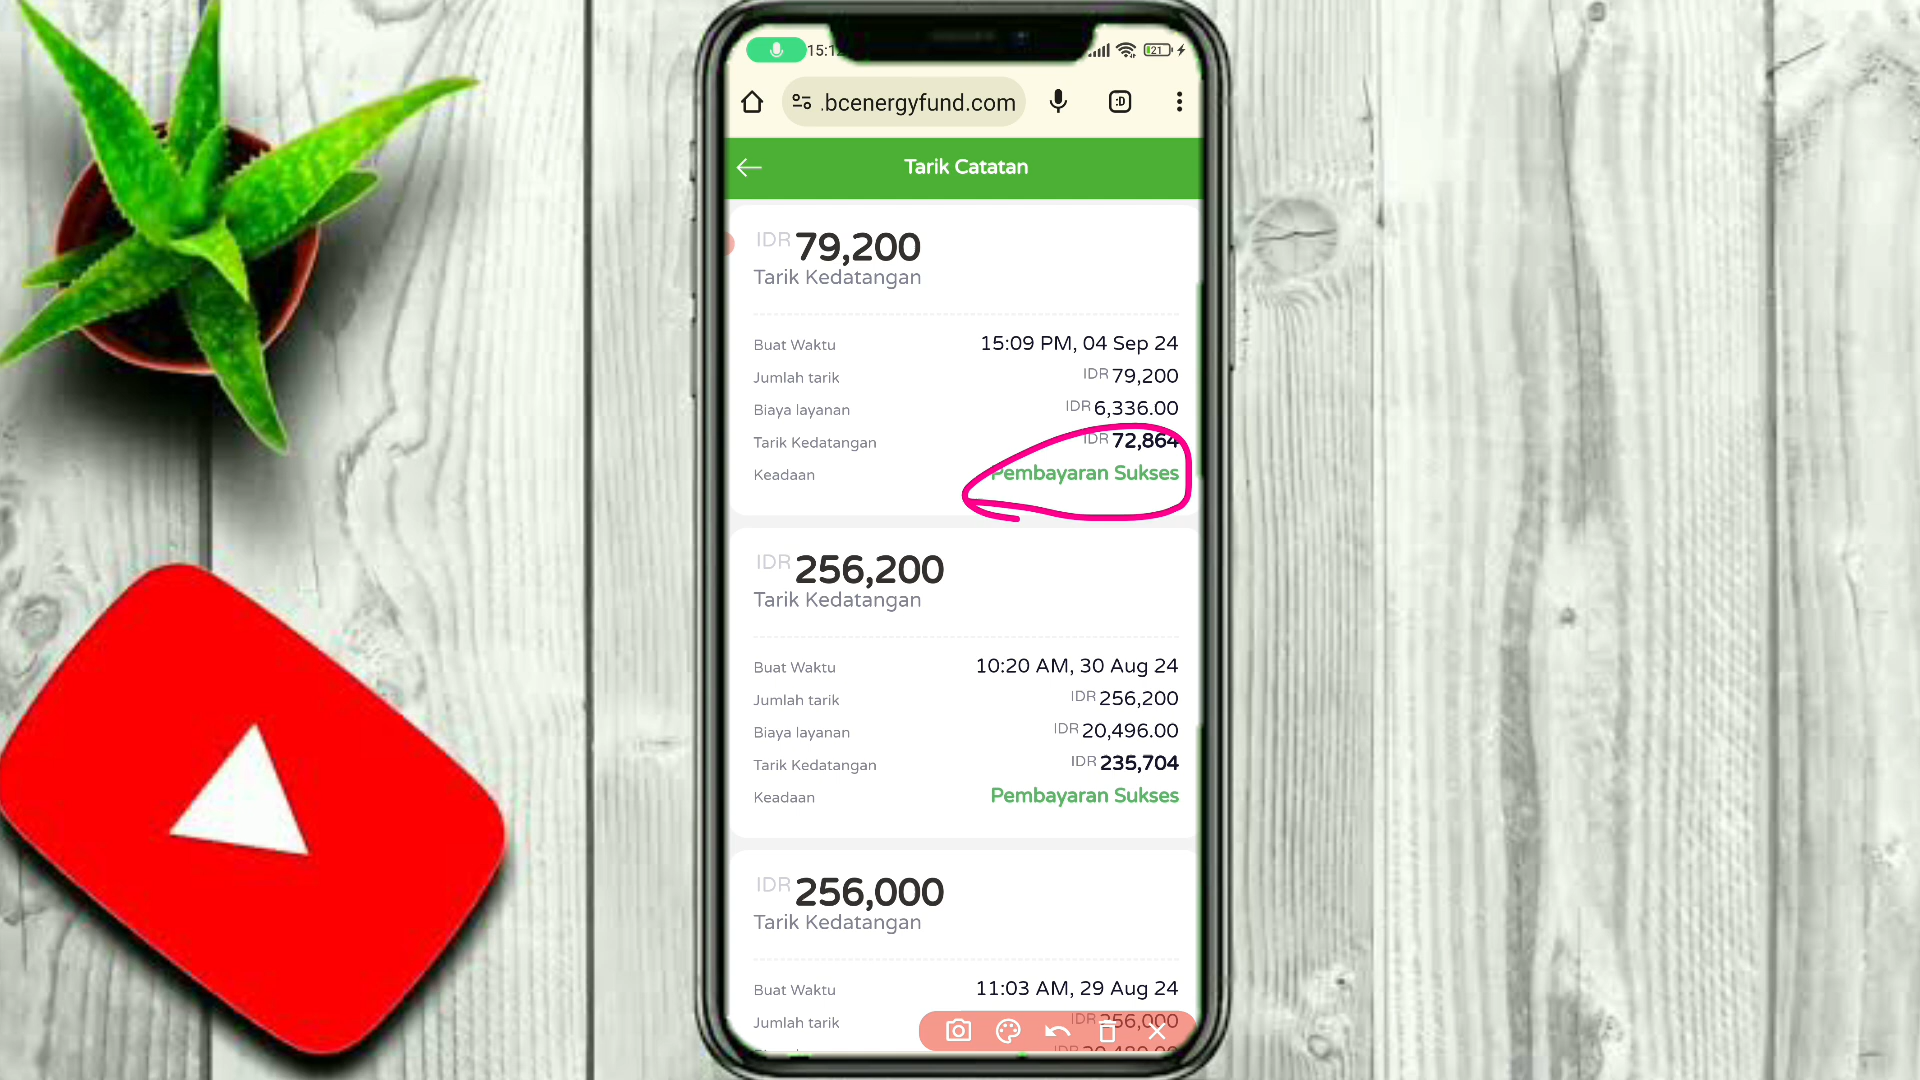 15:1
21
.bcenergyfund.com
:D
Tarik Catatan
IDR 79,200
Tarik Kedatangan
Buat Waktu 15:09 PM, 04 Sep 24
Jumlah tarik IDR 79,200
Biaya layanan IDR 6,336.00
Tarik Kedatangan IDR 72,864
Keadaan Pembayaran Sukses
IDR 256,200
Tarik Kedatangan
Buat Waktu 10:20 AM, 30 Aug 24
Jumlah tarik IDR 256,200
Biaya layanan IDR 20,496.00
Tarik Kedatangan IDR 235,704
Keadaan Pembayaran Sukses
IDR 256,000
Tarik Kedatangan
Buat Waktu 11:03 AM, 29 Aug 24
Jumlah tarik IDR 256,000